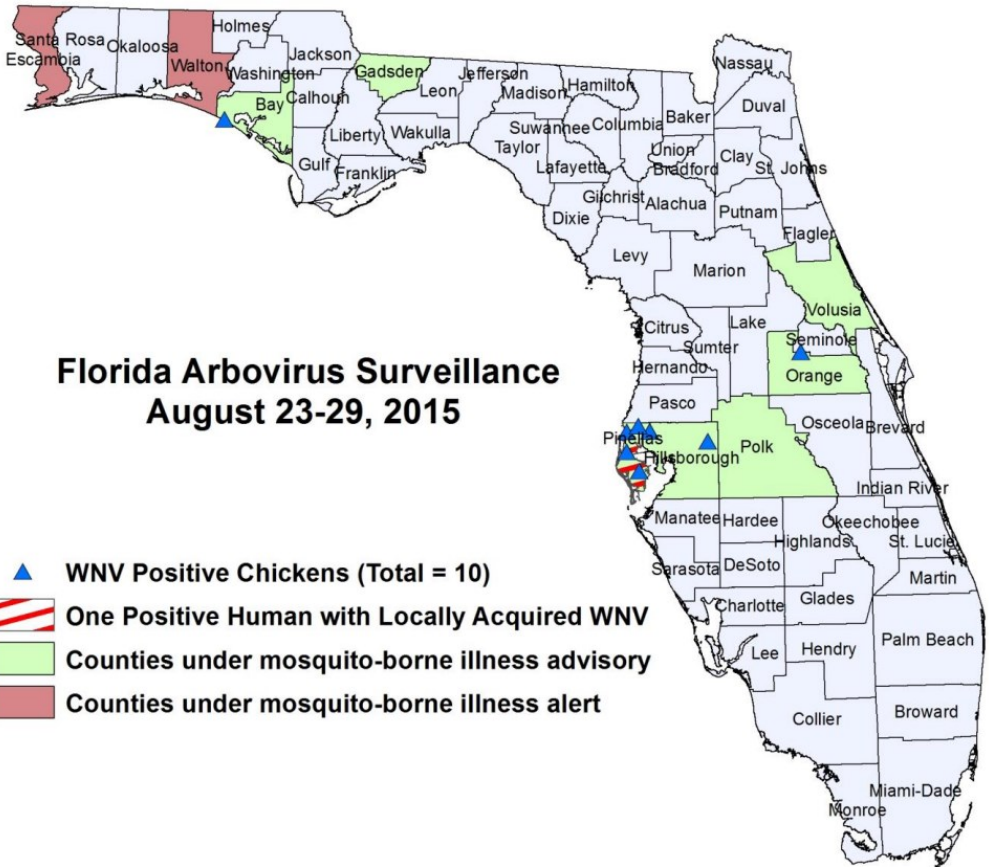 Holmes
Santa Rosa
Okaloosa
Jackson
Escambia
Walton
Washington
Gadsden
Jefferson
Nassau
Hamilton
Madison
Leon
Bay
Calhoun
Baker
Duval
Liberty
Wakulla
Suwannee
Columbia
Taylor
Union
Clay
St. Johns
Lafayette
Bradford
Gulf
Franklin
Gilchrist
Alachua
Putnam
Dixie
Flagler
Levy
Marion
Volusia
Citrus
Lake
Seminole
Sumter
Hernando
Orange
Florida Arbovirus Surveillance
August 23-29, 2015
Pasco
Osceola
Brevard
Pinellas
Polk
Hillsborough
Indian River
Manatee
Hardee
Okeechobee
Highlands
St. Lucie
Sarasota
DeSoto
Martin
Charlotte
Glades
WNV Positive Chickens (Total = 10)
One Positive Human with Locally Acquired WNV
Counties under mosquito-borne illness advisory
Counties under mosquito-borne illness alert
Lee
Hendry
Palm Beach
Collier
Broward
Miami-Dade
Monroe